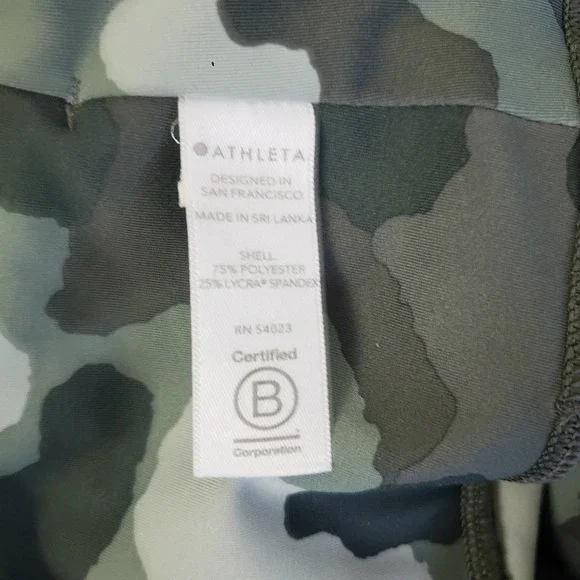 ATHLETA
DESIGNED IN
SAN FRANCISCO
MADE IN SRI LANKA
SHELL:
75% POLYESTER
25% LYCRA® SPANDEX
RN 54023
Certified
B
Corporation